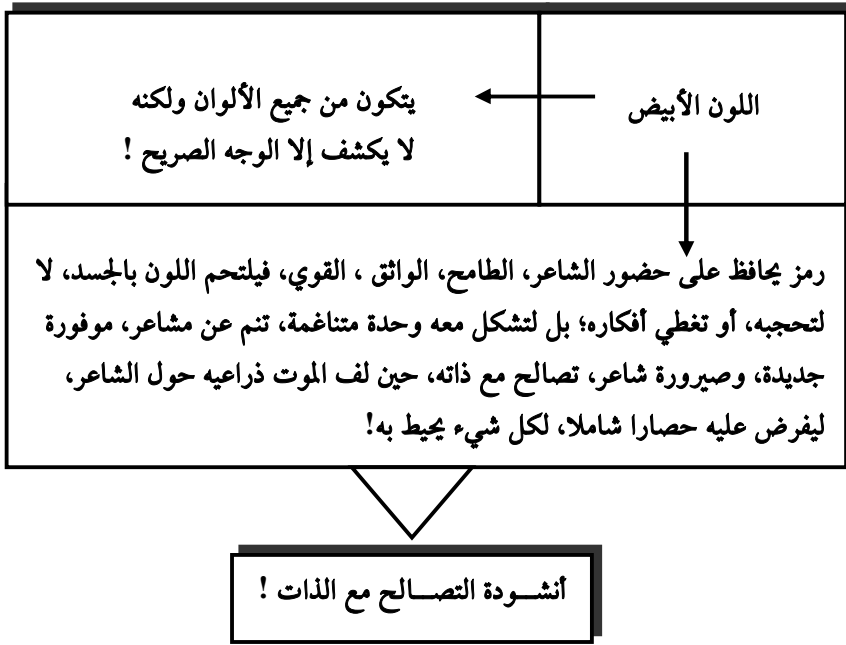 اللون الأبيض
يتكون من جميع الألوان ولكنه
لا يكشف إلا الوجه الصريح !
رمز يحافظ على حضور الشاعر، الطامح، الواثق ، القوي، فيلتحم اللون بالجسد، لا
لتحجبه، أو تغطي أفكاره؛ بل لتشكل معه وحدة متناغمة، تنم عن مشاعر، موفورة
جديدة، وصيرورة شاعر، تصالح مع ذاته، حين لف الموت ذراعيه حول الشاعر،
ليفرض عليه حصارا شاملا، لكل شيء يحيط به!
أنشــودة التصــالح مع الذات !